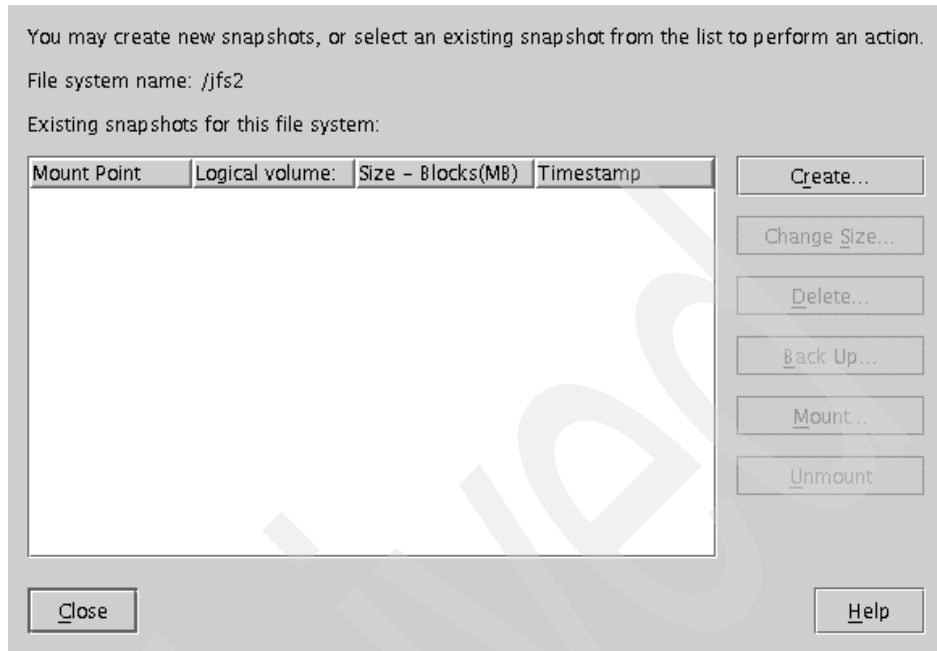 You may create new snapshots, or select an existing snapshot from the list to perform an action.
File system name: /jfs2
Existing snapshots for this file system:
Mount Point Logical volume: Size – Blocks(MB) Timestamp
Create...
Change Size...
Delete...
Back Up...
Mount...
Unmount
Close Help